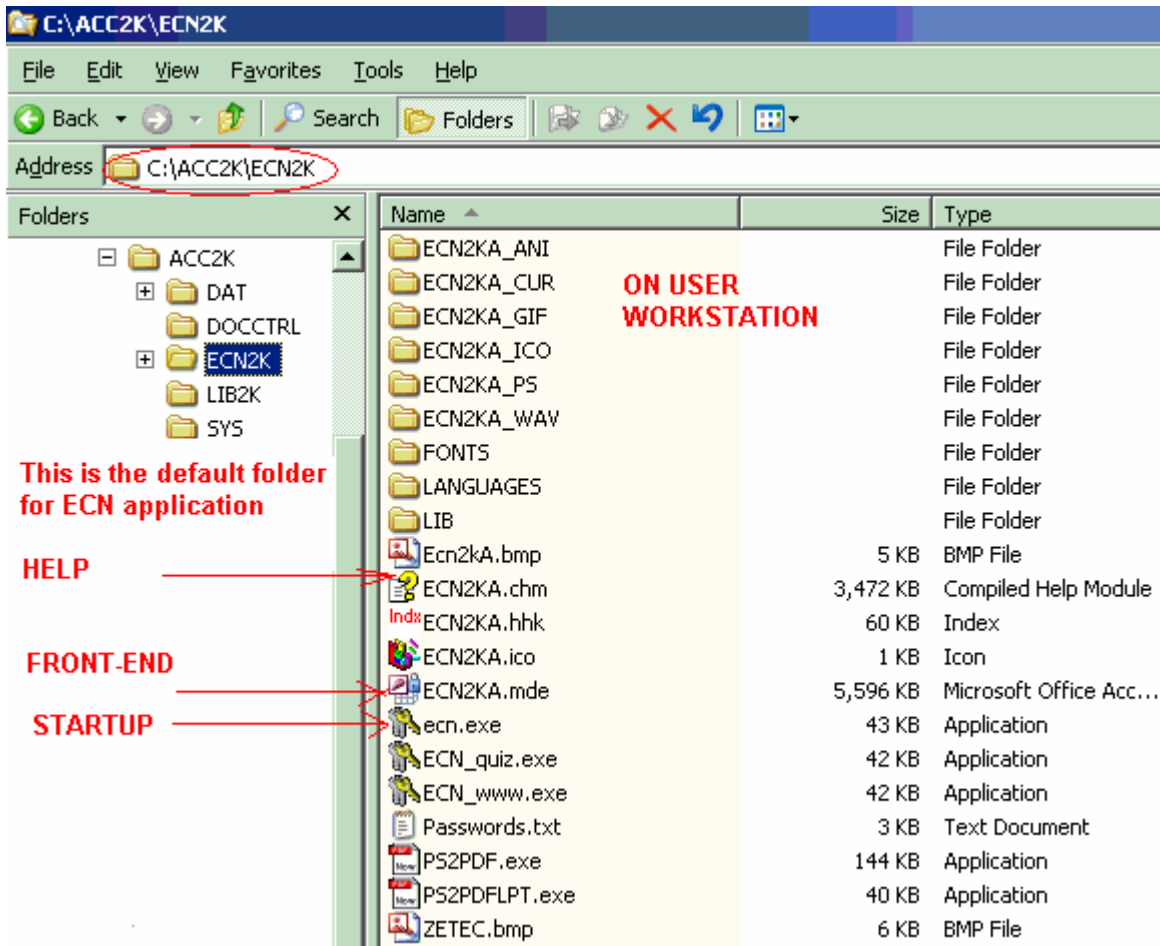 C:\ACC2K\ECN2K
File Edit View Favorites Tools Help
Back Search Folders
Address C:\ACC2K\ECN2K
Folders
ACC2K
DAT
DOCCTRL
ECN2K
LIB2K
SYS
This is the default folder
for ECN application
HELP
FRONT-END
STARTUP
Name Size Type
ECN2KA_ANI File Folder
ECN2KA_CUR File Folder
ECN2KA_GIF File Folder
ECN2KA_ICO File Folder
ECN2KA_PS File Folder
ECN2KA_WAV File Folder
FONTS File Folder
LANGUAGES File Folder
LIB File Folder
Ecn2kA.bmp 5 KB BMP File
ECN2KA.chm 3,472 KB Compiled Help Module
Indx ECN2KA.hhk 60 KB Index
ECN2KA.ico 1 KB Icon
ECN2KA.mde 5,596 KB Microsoft Office Acc...
ecn.exe 43 KB Application
ECN_quiz.exe 42 KB Application
ECN_www.exe 42 KB Application
Passwords.txt 3 KB Text Document
PS2PDF.exe 144 KB Application
PS2PDFLPT.exe 40 KB Application
ZETEC.bmp 6 KB BMP File
ON USER
WORKSTATION